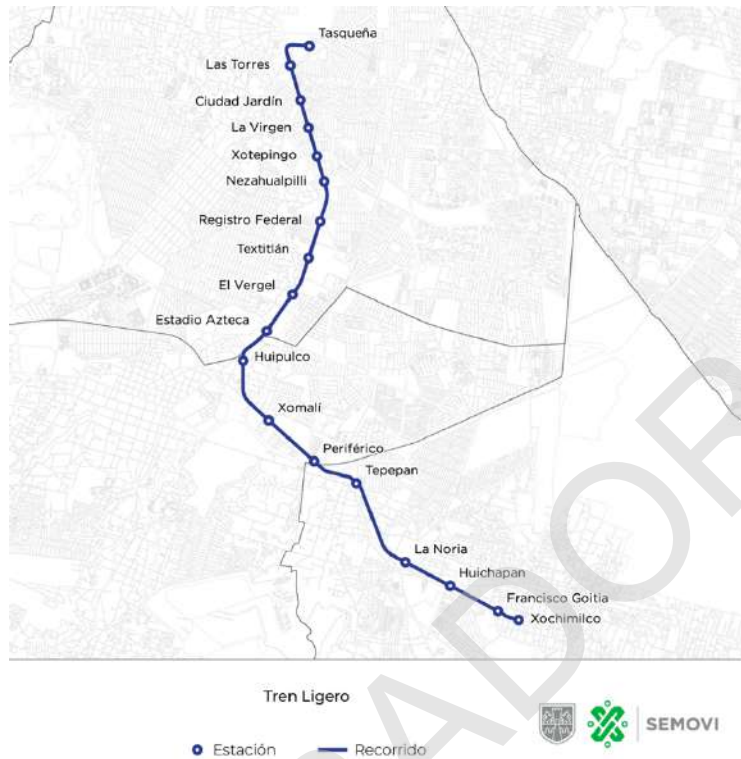 Tasqueña
Las Torres
Ciudad Jardín
La Virgen
Xotepingo
Nezahualpilli
Registro Federal
Textitlán
El Vergel
Estadio Azteca
Huipulco
Xomalí
Periférico
Tepepan
La Noria
Huichapan
Francisco Goitia
Xochimilco
Tren Ligero
SEMOVI
Estación
Recorrido